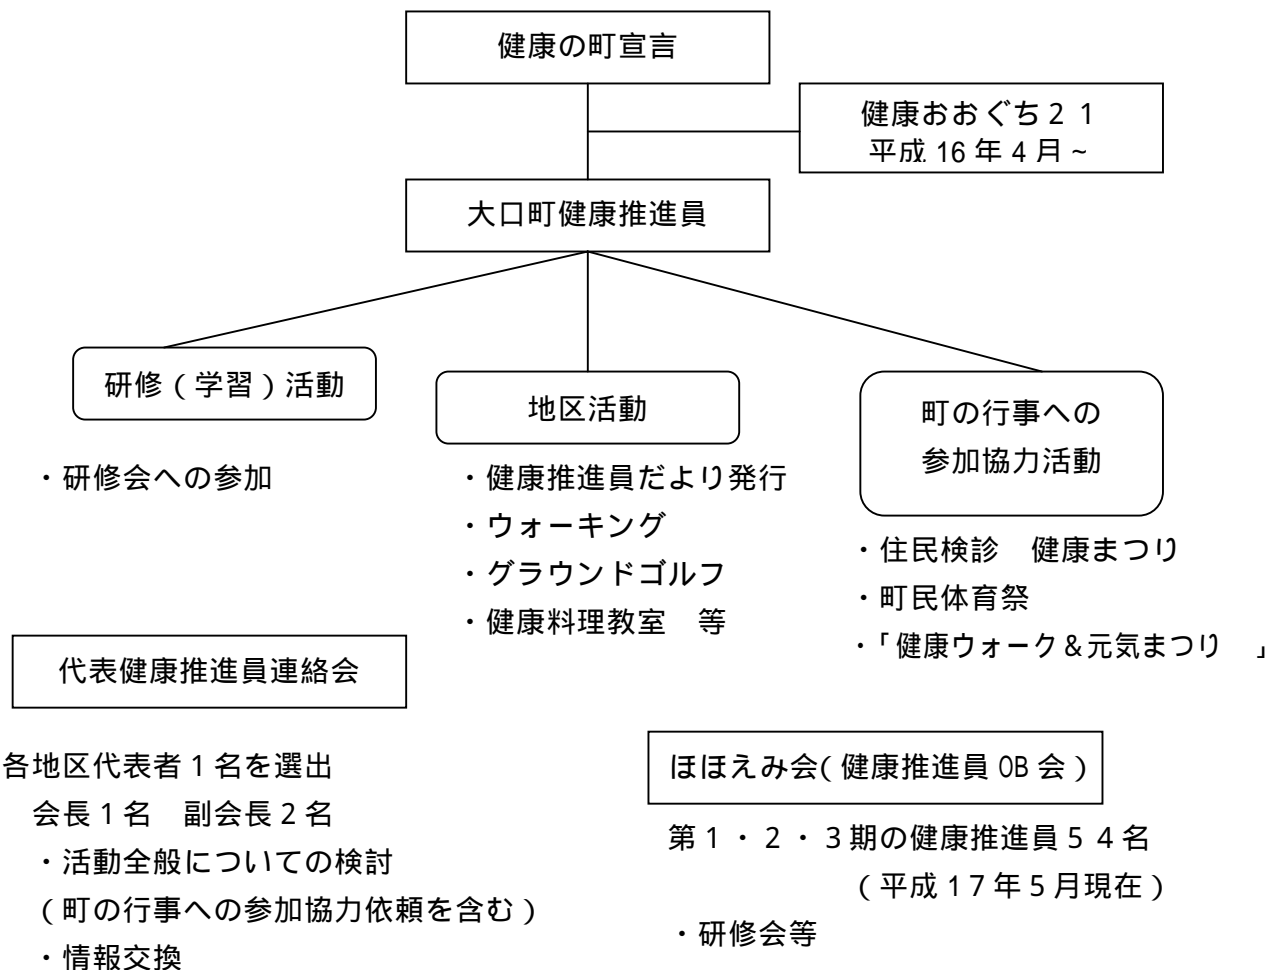 健康の町宣言
健康おおぐち２１
平成 16 年 4 月～
大口町健康推進員
研修（学習）活動
・研修会への参加
地区活動
・健康推進員だより発行
・ウォーキング
・グラウンドゴルフ
・健康料理教室　等
町の行事への
参加協力活動
・住民検診　健康まつり
・町民体育祭
・「健康ウォーク＆元気まつり　」
代表健康推進員連絡会
各地区代表者１名を選出
会長１名　副会長２名
・活動全般についての検討
（町の行事への参加協力依頼を含む）
・情報交換
ほほえみ会（健康推進員 OB 会）
第１・２・３期の健康推進員５４名
（平成１７年５月現在）
・研修会等